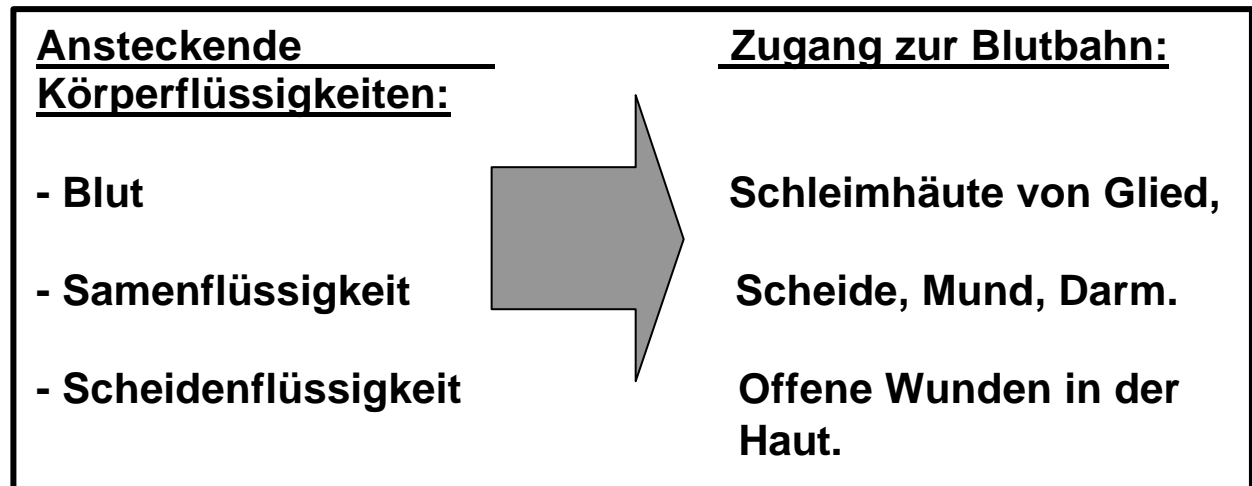 Ansteckende
Körperflüssigkeiten:
- Blut
- Samenflüssigkeit
- Scheidenflüssigkeit
Zugang zur Blutbahn:
Schleimhäute von Glied,
Scheide, Mund, Darm.
Offene Wunden in der
Haut.